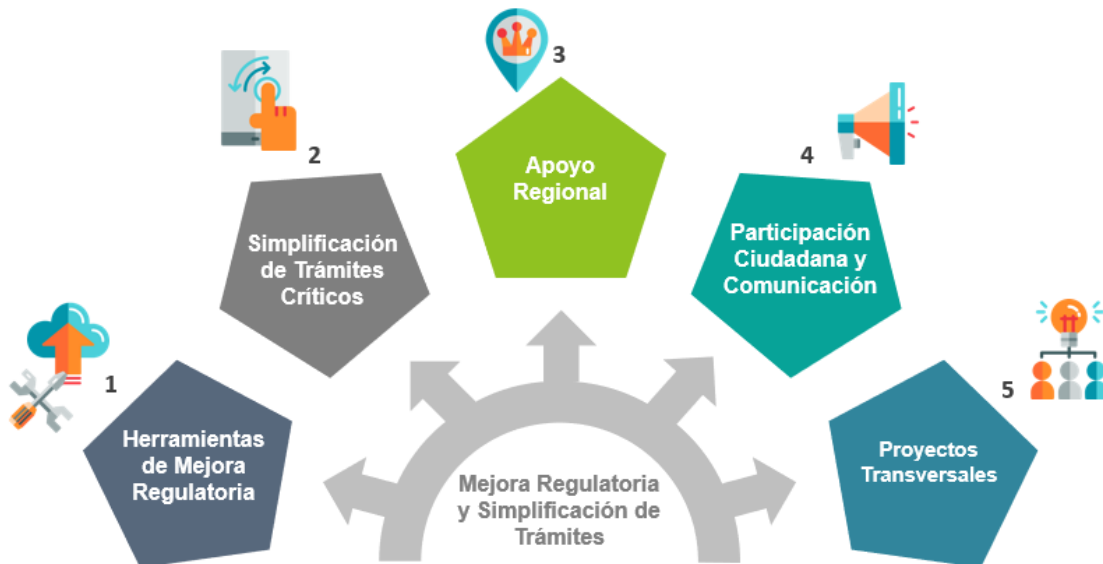 1
Herramientas
de Mejora
Regulatoria
2
Simplificación
de Trámites
Críticos
3
Apoyo
Regional
4
Participación
Ciudadana y
Comunicación
5
Proyectos
Transversales
Mejora Regulatoria
y Simplificación de
Trámites